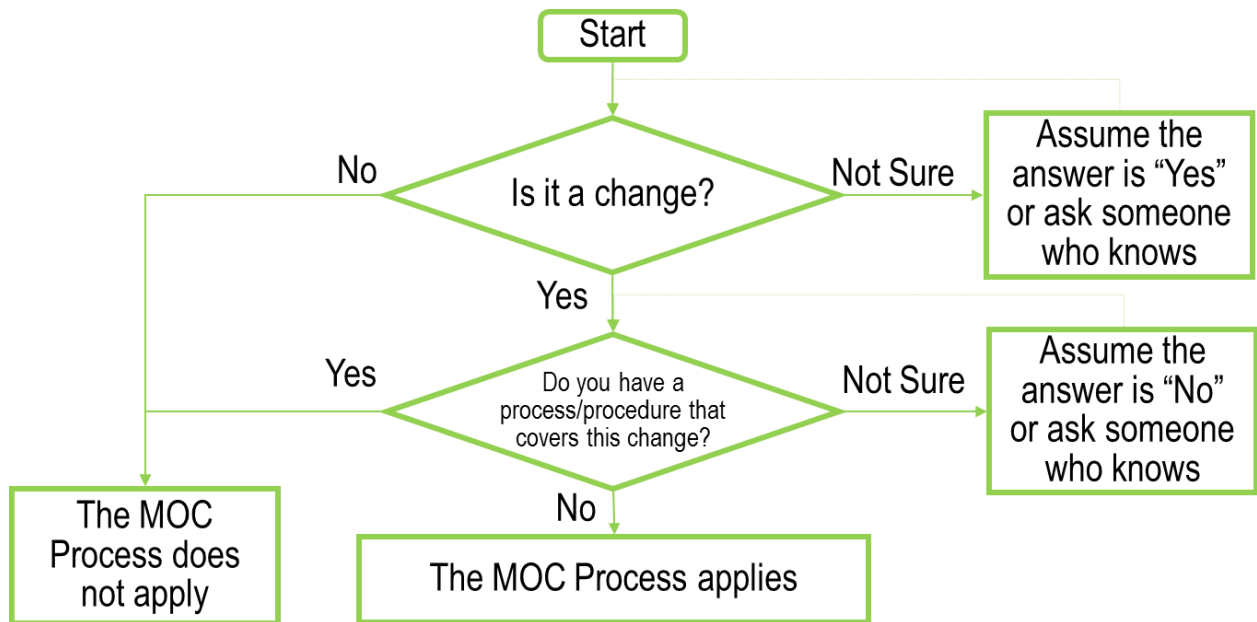 Start
No
Is it a change?
Not Sure
Assume the
answer is “Yes”
or ask someone
who knows
Yes
Yes
Do you have a
process/procedure that
covers this change?
Not Sure
Assume the
answer is “No”
or ask someone
who knows
No
The MOC
Process does
not apply
The MOC Process applies